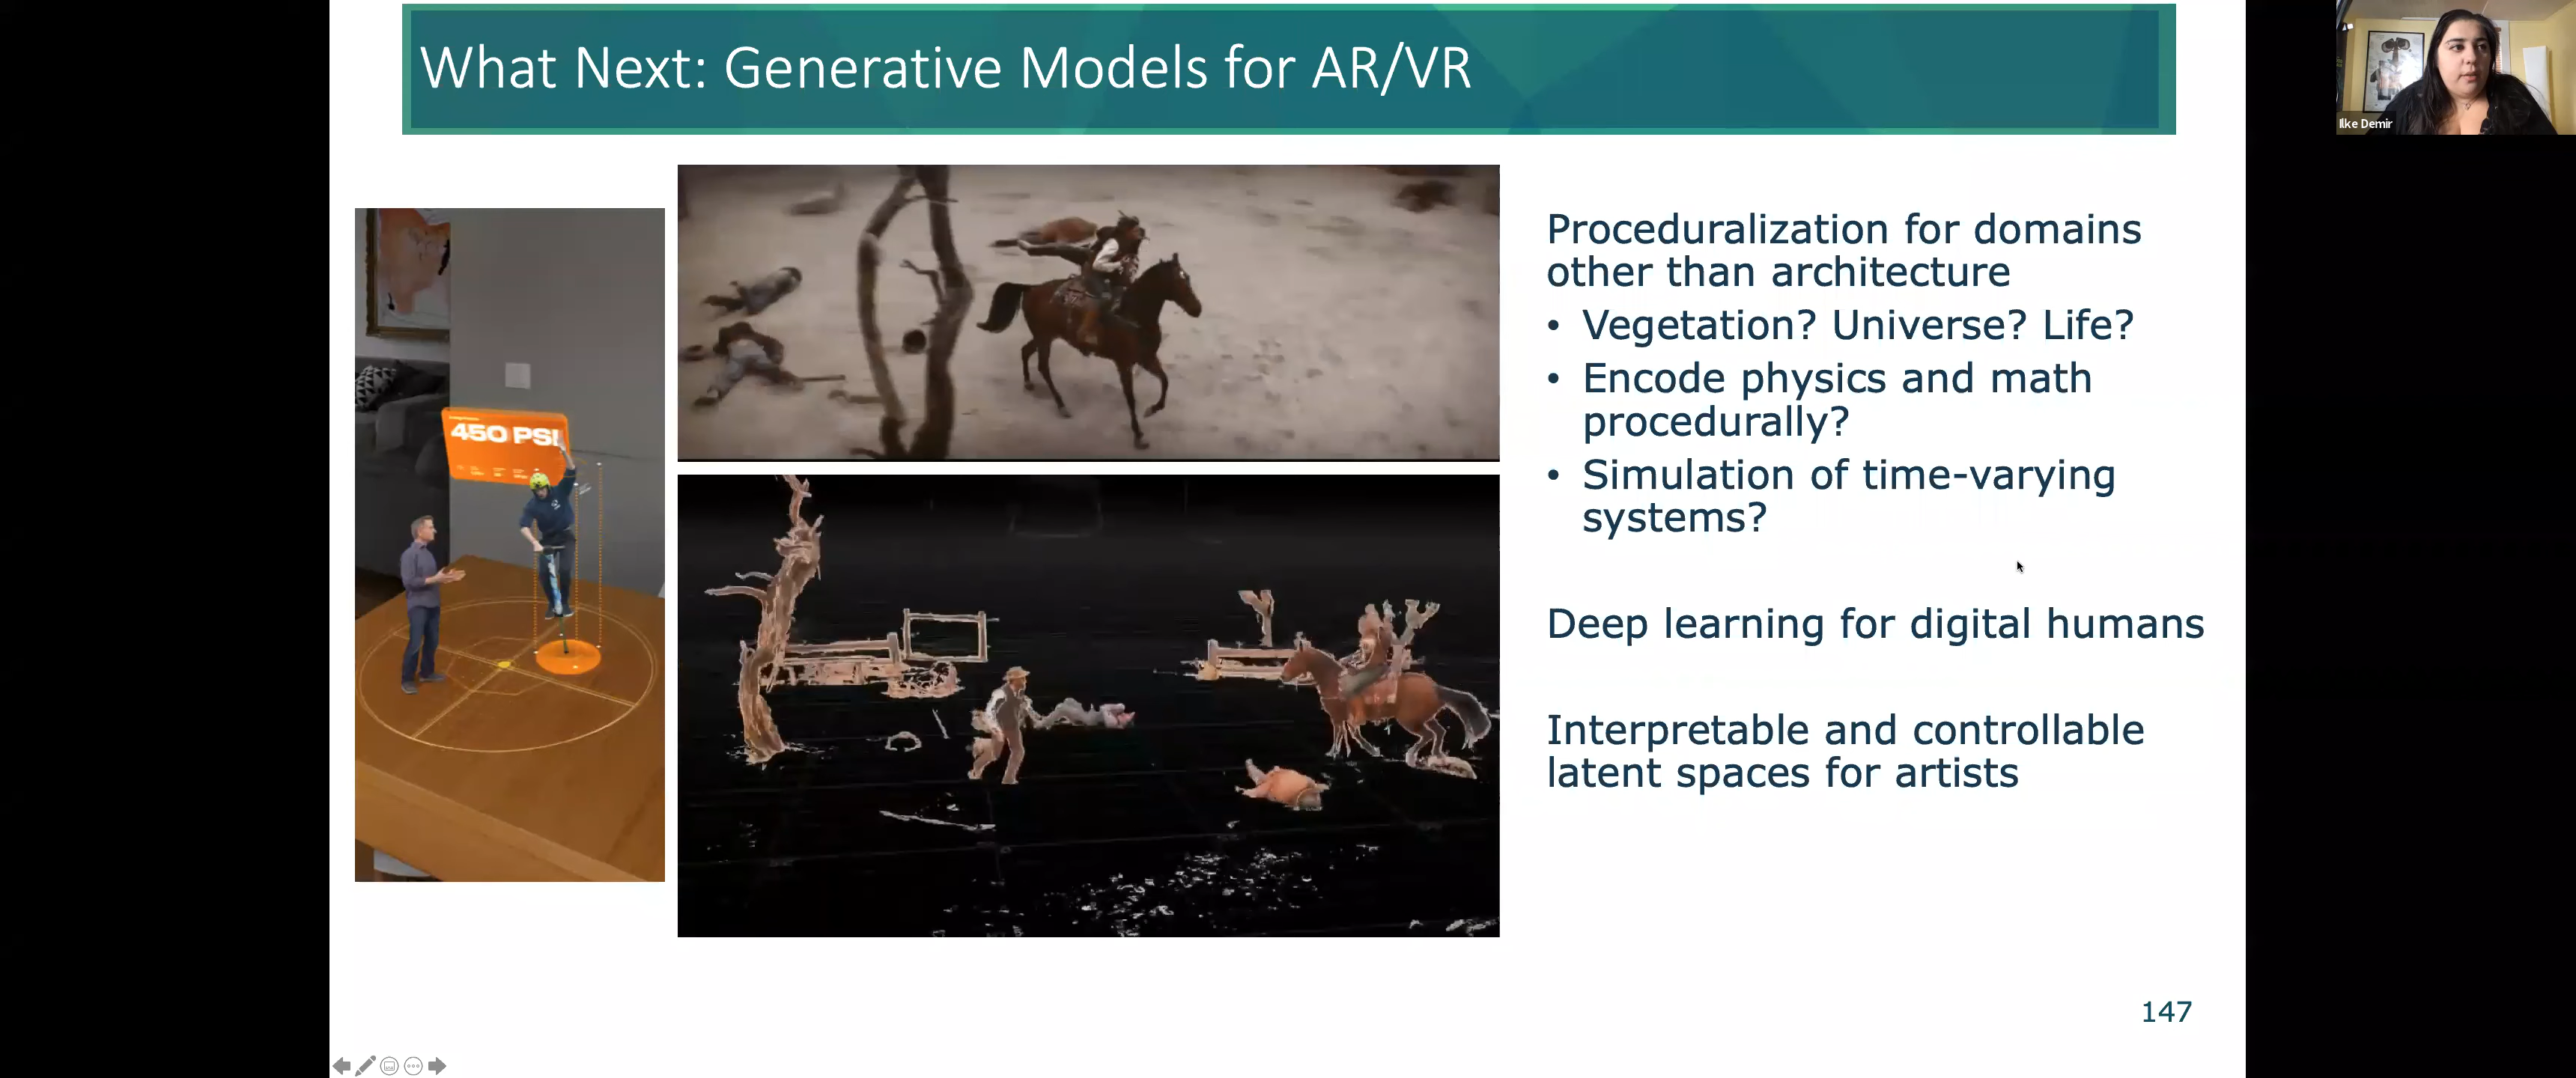 What Next: Generative Models for AR/VR
Ilke Demir
450 PSI
Proceduralization for domains
other than architecture
• Vegetation? Universe? Life?
• Encode physics and math
procedurally?
• Simulation of time-varying
systems?
Deep learning for digital humans
Interpretable and controllable
latent spaces for artists
147